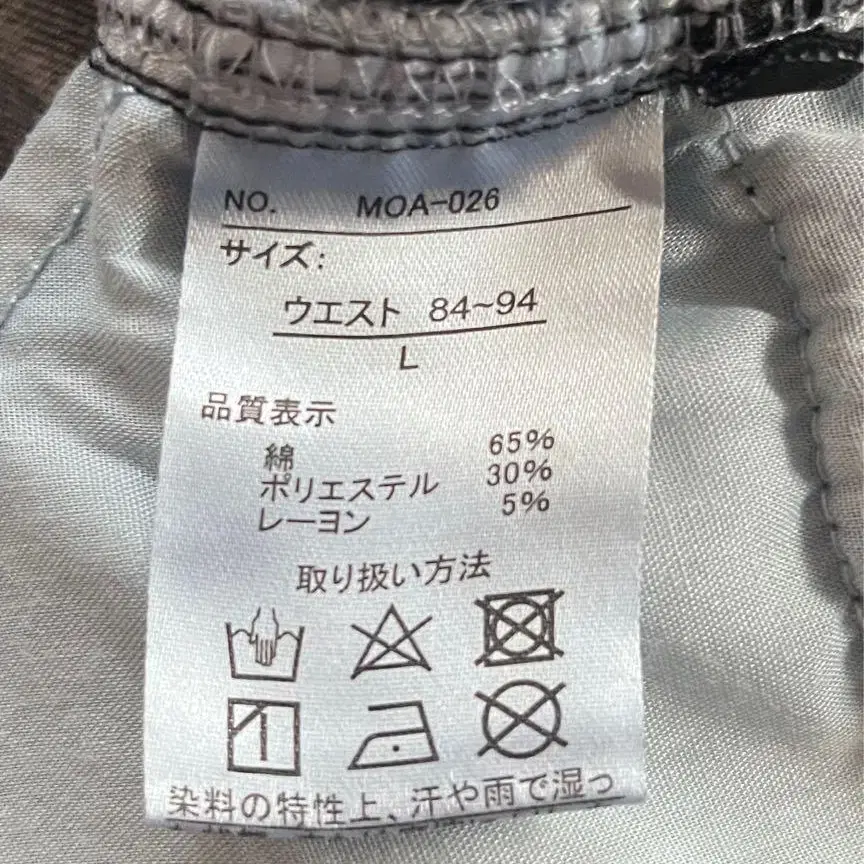 NO. MOA-026
サイズ:
ウエスト 84~94
L
品質表示
綿 65%
ポリエステル 30%
レーヨン 5%
取り扱い方法
染料の特性上、汗や雨で湿っ